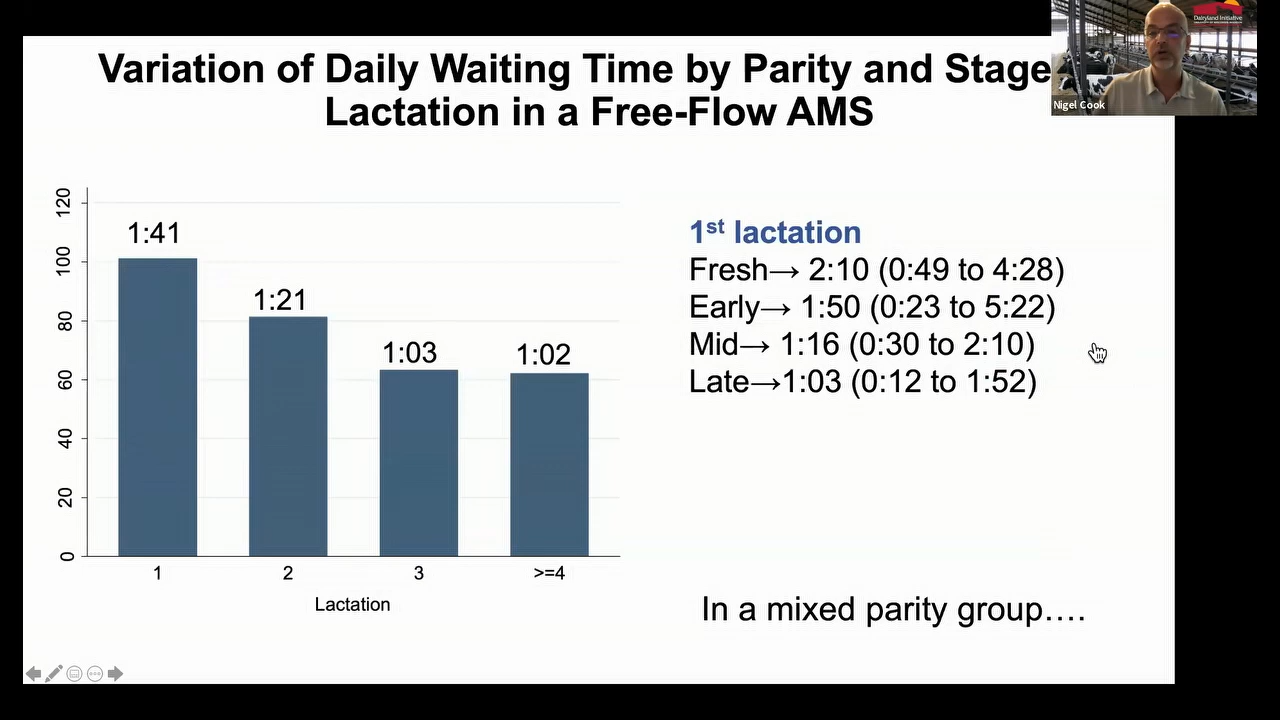 Variation of Daily Waiting Time by Parity and Stage
Lactation in a Free-Flow AMS
Dairyland Initiative
Nigel Cook
120
100
80
60
40
20
0
1:41
1:21
1:03
1:02
1
2
3
>=4
Lactation
1st lactation
Fresh→ 2:10 (0:49 to 4:28)
Early→ 1:50 (0:23 to 5:22)
Mid→ 1:16 (0:30 to 2:10)
Late→1:03 (0:12 to 1:52)
In a mixed parity group….